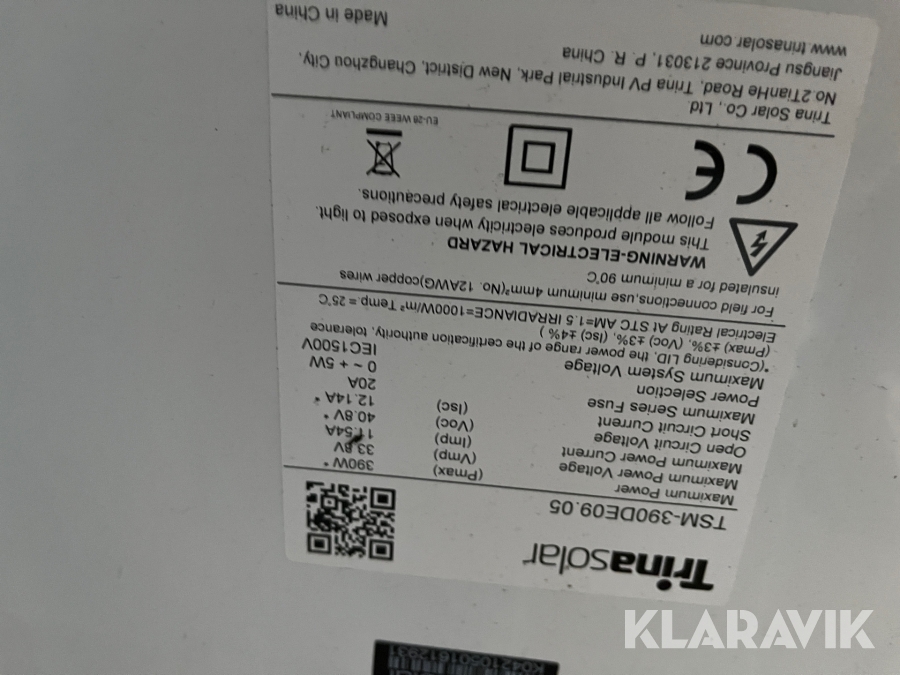 Trinasolar
TSM-390DE09.05
Maximum Power (Pmax) 390W *
Maximum Power Voltage (Vmp) 33.8V
Maximum Power Current (Imp) 11.54A
Open Circuit Voltage (Voc) 40.8V *
Short Circuit Current (Isc) 12.14A *
Maximum Series Fuse 20A
Power Selection 0 ~ + 5W
Maximum System Voltage IEC1500V
*(Considering LID, the power range of the certification authority, tolerance
(Pmax) ±3%, (Voc) ±3%, (Isc) ±4% )
Electrical Rating At STC AM=1.5 IRRADIANCE=1000W/m² Temp.= 25°C
For field connections,use minimum 4mm²(No. 12AWG)copper wires
insulated for a minimum 90°C
WARNING-ELECTRICAL HAZARD
This module produces electricity when exposed to light.
Follow all applicable electrical safety precautions.
CE
EU-28 WEEE COMPLIANT
Trina Solar Co., Ltd
No.2TianHe Road, Trina PV Industrial Park, New District, Changzhou City,
Jiangsu Province 213031, P. R. China
www.trinasolar.com
Made in China
KLARAVIK